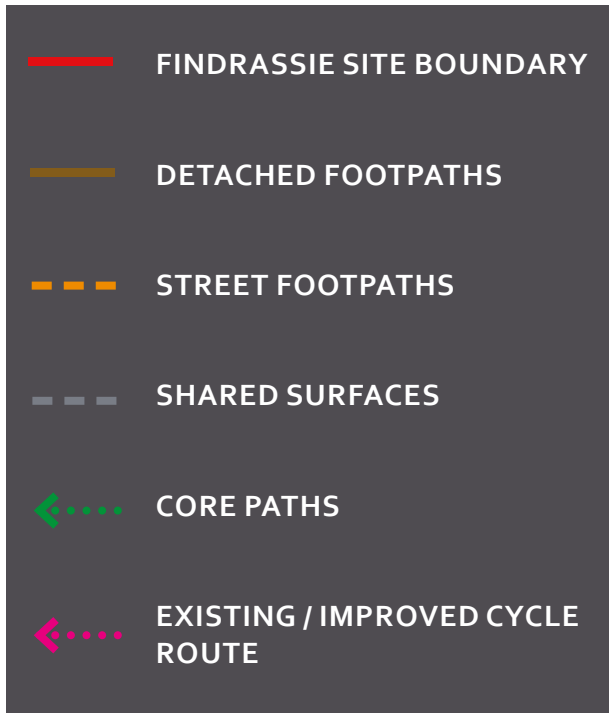 FINDRASSIE SITE BOUNDARY
DETACHED FOOTPATHS
STREET FOOTPATHS
SHARED SURFACES
CORE PATHS
EXISTING / IMPROVED CYCLE
ROUTE